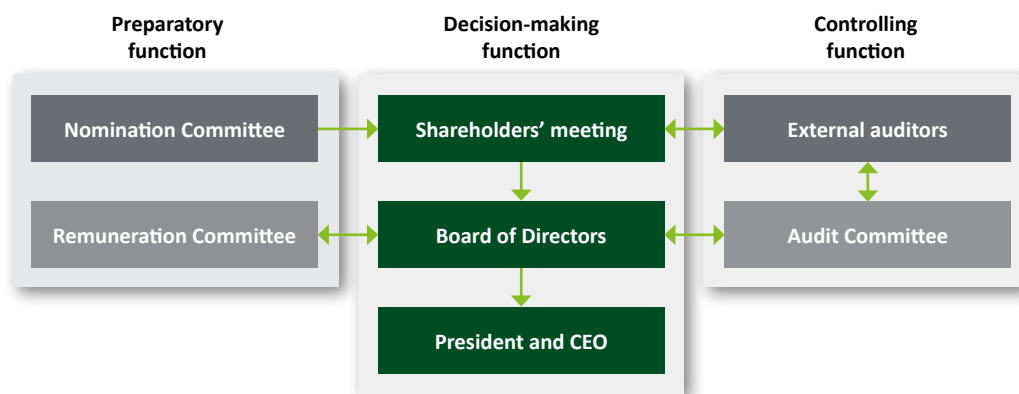 Preparatory
function
Decision-making
function
Controlling
function
Nomination Committee
Shareholders’ meeting
External auditors
Remuneration Committee
Board of Directors
Audit Committee
President and CEO